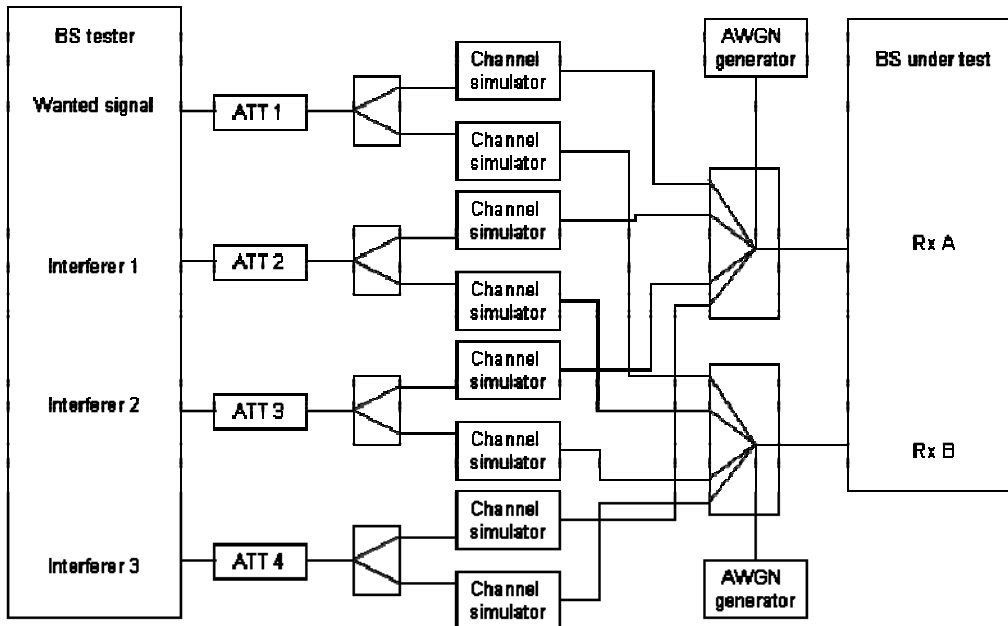 BS tester
Wanted signal
Interferer 1
Interferer 2
Interferer 3
ATT 1
ATT 2
ATT 3
ATT 4
Channel
simulator
Channel
simulator
Channel
simulator
Channel
simulator
Channel
simulator
Channel
simulator
Channel
simulator
Channel
simulator
AWGN
generator
AWGN
generator
BS under test
Rx A
Rx B